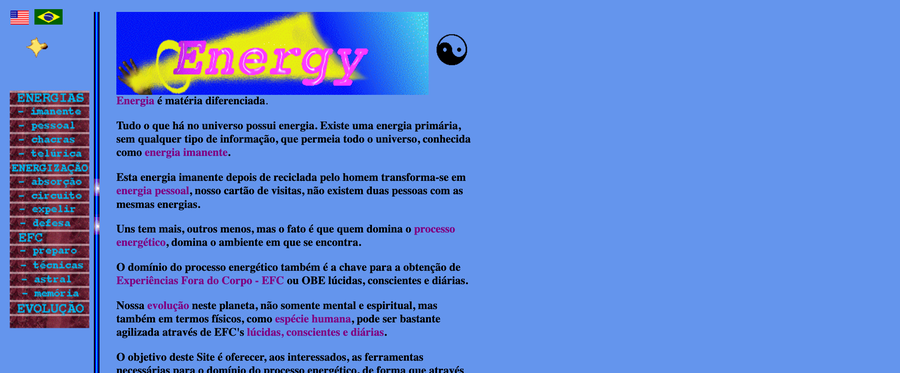 Energy
ENERGIAS
- imanente
- pessoal
- chacras
- telúrica
ENERGIZAÇÃO
- absorção
- circuito
- expelir
- defesa
EFC
- preparo
- técnicas
- astral
- memória
EVOLUÇÃO
Energia é matéria diferenciada.
Tudo o que há no universo possui energia. Existe uma energia primária,
sem qualquer tipo de informação, que permeia todo o universo, conhecida
como energia imanente.
Esta energia imanente depois de reciclada pelo homem transforma-se em
energia pessoal, nosso cartão de visitas, não existem duas pessoas com as
mesmas energias.
Uns tem mais, outros menos, mas o fato é que quem domina o processo
energético, domina o ambiente em que se encontra.
O domínio do processo energético também é a chave para a obtenção de
Experiências Fora do Corpo - EFC ou OBE lúcidas, conscientes e diárias.
Nossa evolução neste planeta, não somente mental e espiritual, mas
também em termos físicos, como espécie humana, pode ser bastante
agilizada através de EFC's lúcidas, conscientes e diárias.
O objetivo deste Site é oferecer, aos interessados, as ferramentas
necessárias para o domínio do processo energético, de forma que através